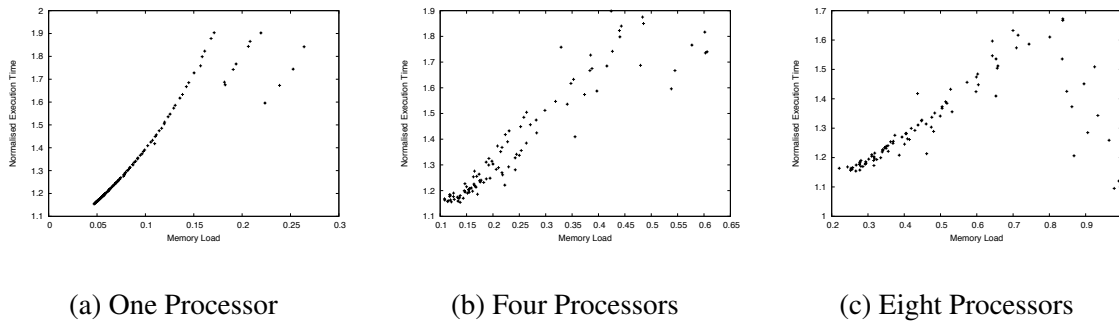 2
1.9
1.8
1.7
1.6
1.5
1.4
1.3
1.2
1.1
0 0.05 0.1 0.15 0.2 0.25 0.3
Normalised Execution Time
Memory Load
(a) One Processor
1.9
1.8
1.7
1.6
1.5
1.4
1.3
1.2
1.1
0.1 0.15 0.2 0.25 0.3 0.35 0.4 0.45 0.5 0.55 0.6 0.65
Normalised Execution Time
Memory Load
(b) Four Processors
1.7
1.6
1.5
1.4
1.3
1.2
1.1
1
0.2 0.3 0.4 0.5 0.6 0.7 0.8 0.9
Normalised Execution Time
Memory Load
(c) Eight Processors